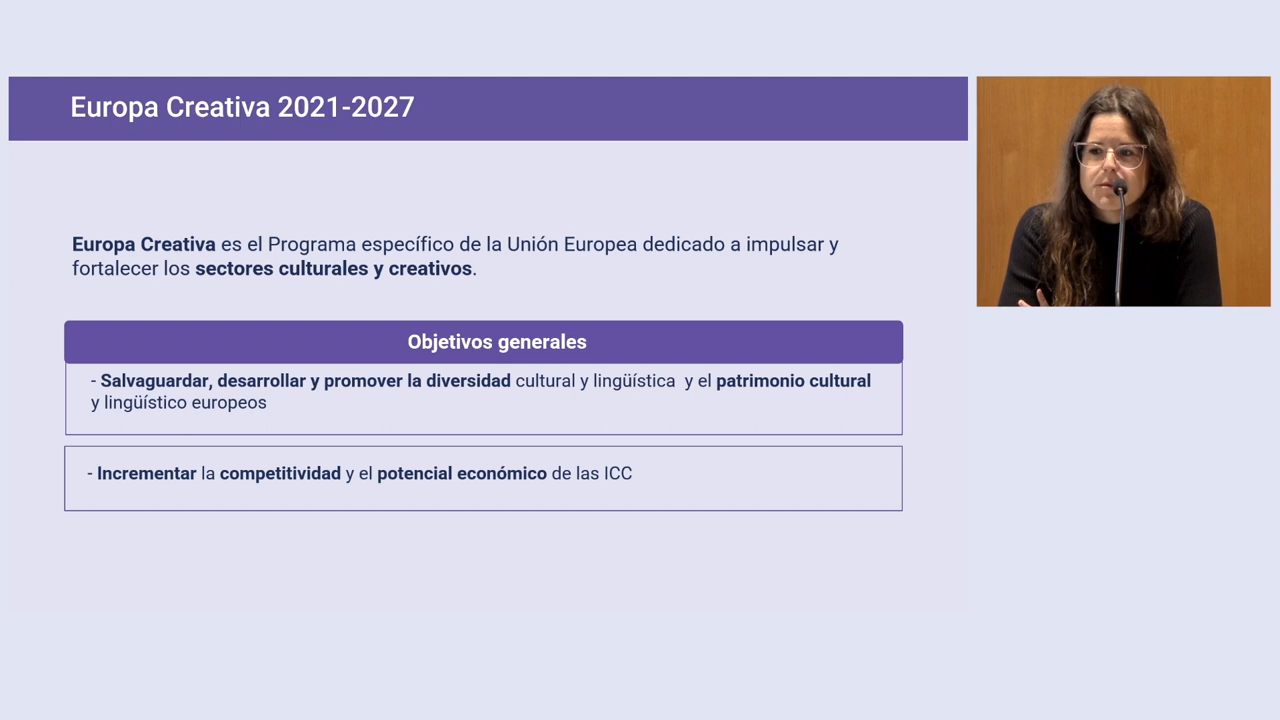 Europa Creativa 2021-2027
Europa Creativa es el Programa específico de la Unión Europea dedicado a impulsar y
fortalecer los sectores culturales y creativos.
Objetivos generales
- Salvaguardar, desarrollar y promover la diversidad cultural y lingüística y el patrimonio cultural
y lingüístico europeos
- Incrementar la competitividad y el potencial económico de las ICC